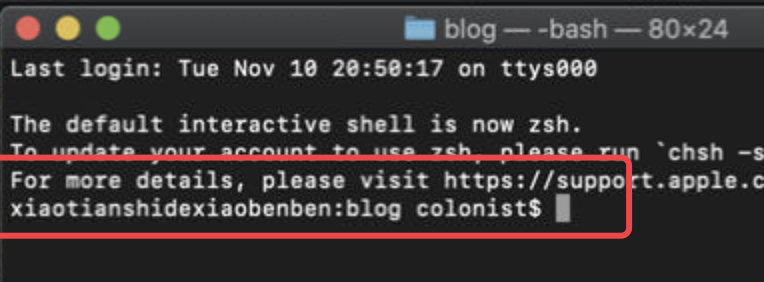 blog — -bash — 80×24
Last login: Tue Nov 10 20:50:17 on ttys000
The default interactive shell is now zsh.
To update your account to use zsh, please run `chsh -s
For more details, please visit https://support.apple.c
xiaotianshidexiaobenben:blog colonist$